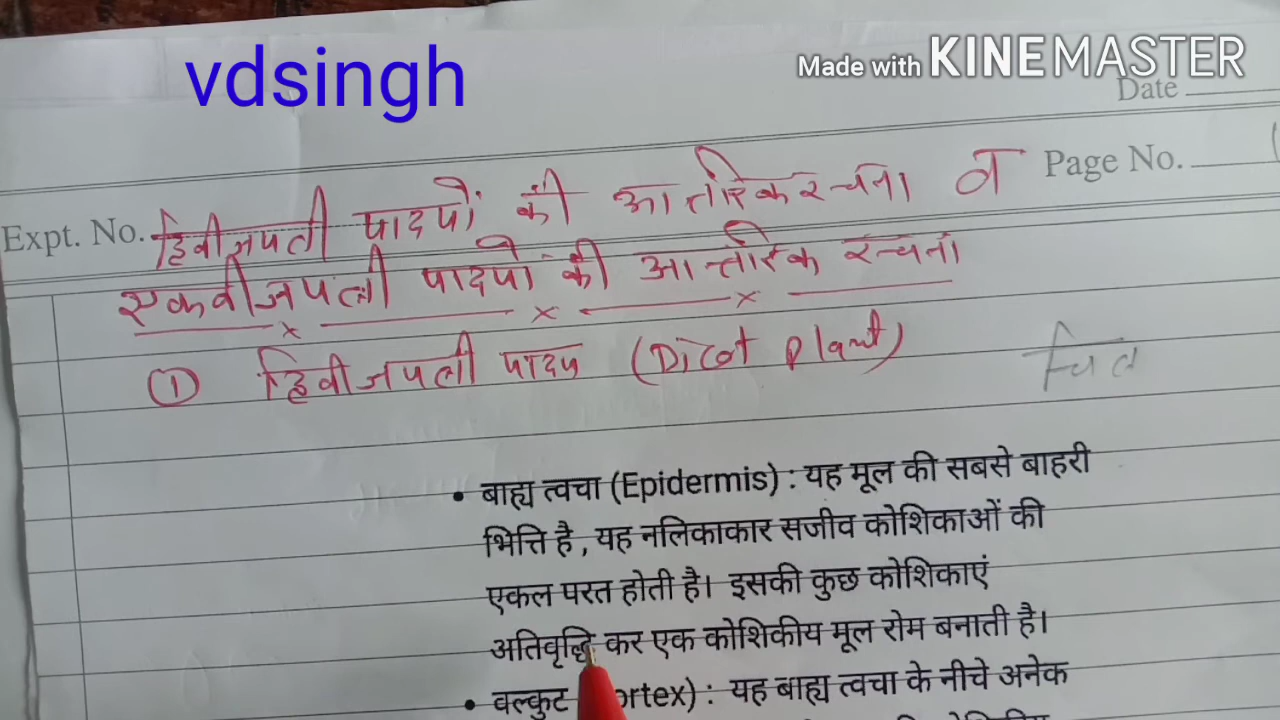 vdsingh
Made with KINEMASTER
Date
Expt. No. द्विबीजपत्री पादपों की आन्तरिक रचना व Page No.
एकबीजपत्री पादपों की आन्तरिक रचना
① द्विबीजपत्री पादप (Dicot plant)
चित्र
• बाह्य त्वचा (Epidermis) : यह मूल की सबसे बाहरी
भित्ति है , यह नलिकाकार सजीव कोशिकाओं की
एकल परत होती है। इसकी कुछ कोशिकाएं
अतिवृद्धि कर एक कोशिकीय मूल रोम बनाती है।
• वल्कुट ortex) : यह बाह्य त्वचा के नीचे अनेक